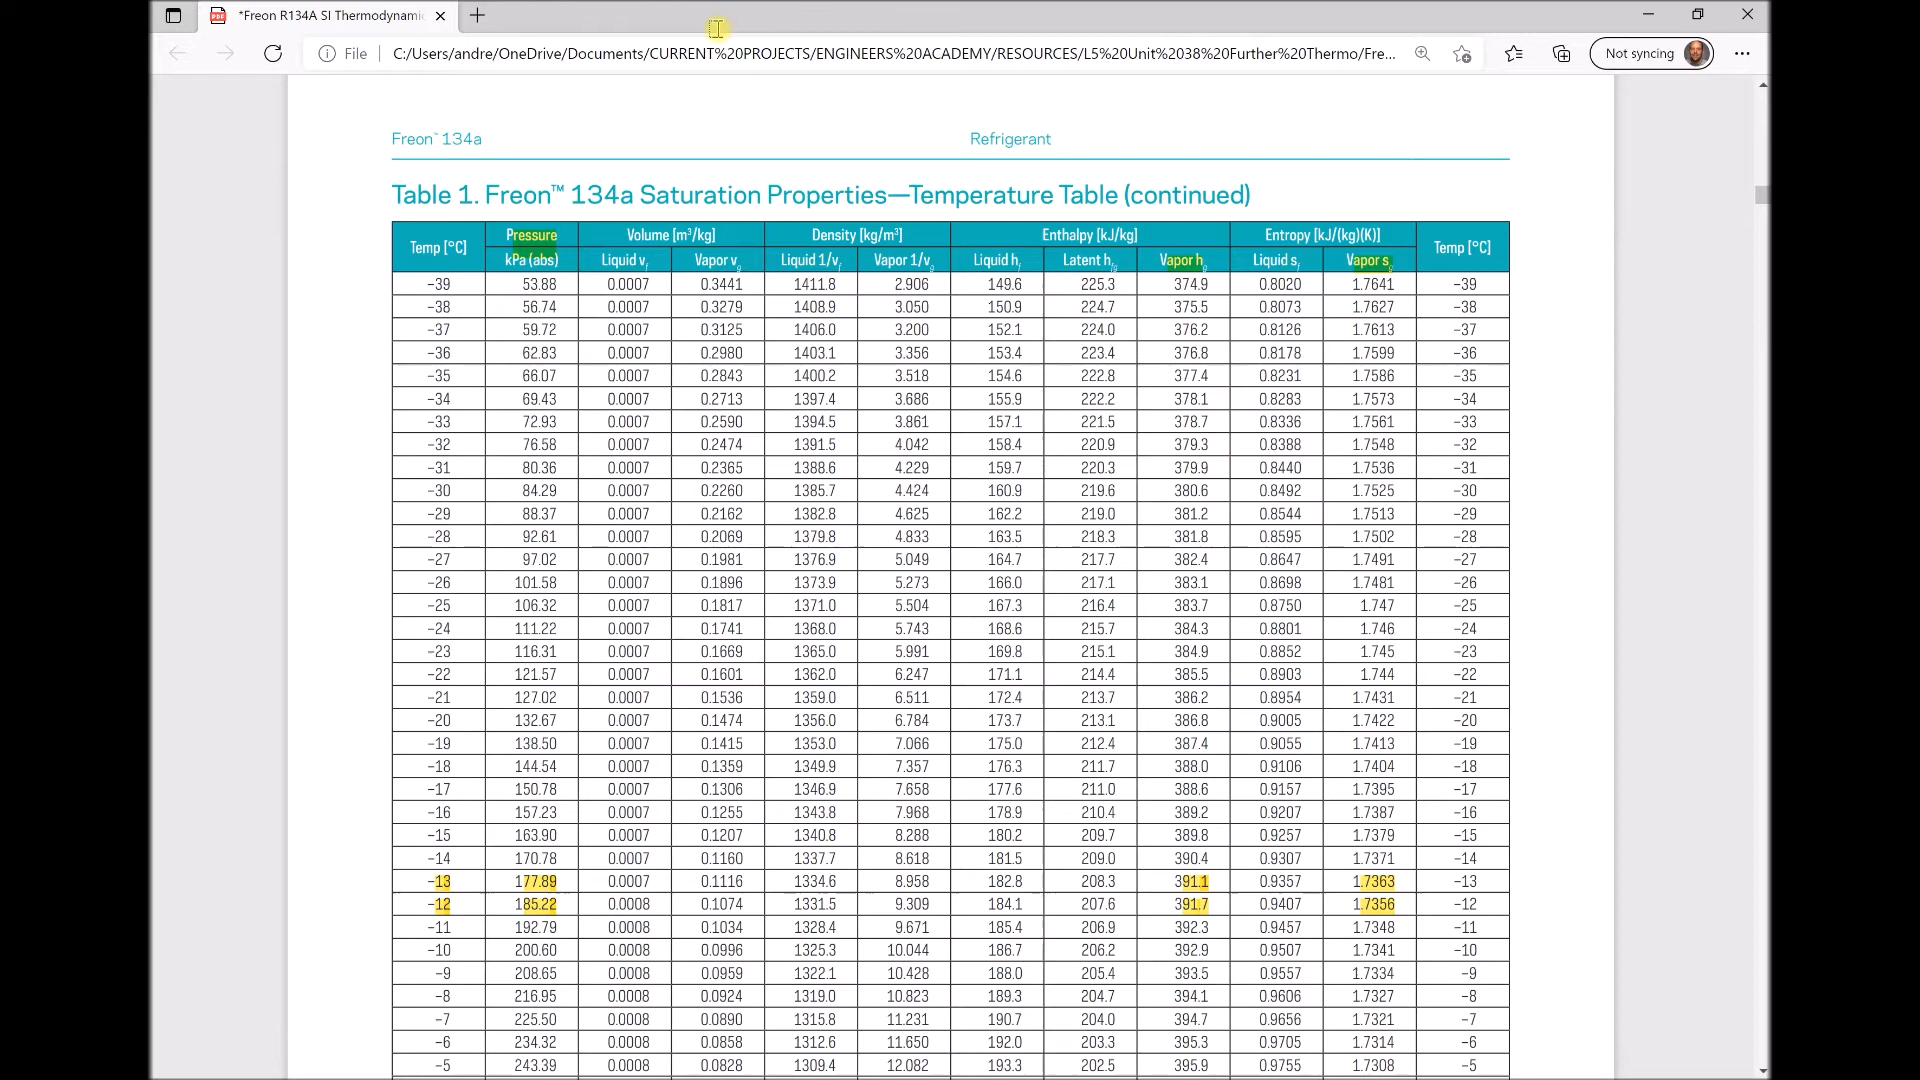 *Freon R134A SI Thermodynamic
File C:/Users/andre/OneDrive/Documents/CURRENT%20PROJECTS/ENGINEERS%20ACADEMY/RESOURCES/L5%20Unit%2038%20Further%20Thermo/Fre... Not syncing
Freon™ 134a Refrigerant
Table 1. Freon™ 134a Saturation Properties—Temperature Table (continued)
Temp [°C] Pressure Volume [m³/kg] Density [kg/m³] Enthalpy [kJ/kg] Entropy [kJ/(kg)(K)] Temp [°C]
kPa (abs) Liquid vf Vapor vg Liquid 1/vf Vapor 1/vg Liquid hf Latent hfg Vapor hg Liquid sf Vapor sg
−39 53.88 0.0007 0.3441 1411.8 2.906 149.6 225.3 374.9 0.8020 1.7641 −39
−38 56.74 0.0007 0.3279 1408.9 3.050 150.9 224.7 375.5 0.8073 1.7627 −38
−37 59.72 0.0007 0.3125 1406.0 3.200 152.1 224.0 376.2 0.8126 1.7613 −37
−36 62.83 0.0007 0.2980 1403.1 3.356 153.4 223.4 376.8 0.8178 1.7599 −36
−35 66.07 0.0007 0.2843 1400.2 3.518 154.6 222.8 377.4 0.8231 1.7586 −35
−34 69.43 0.0007 0.2713 1397.4 3.686 155.9 222.2 378.1 0.8283 1.7573 −34
−33 72.93 0.0007 0.2590 1394.5 3.861 157.1 221.5 378.7 0.8336 1.7561 −33
−32 76.58 0.0007 0.2474 1391.5 4.042 158.4 220.9 379.3 0.8388 1.7548 −32
−31 80.36 0.0007 0.2365 1388.6 4.229 159.7 220.3 379.9 0.8440 1.7536 −31
−30 84.29 0.0007 0.2260 1385.7 4.424 160.9 219.6 380.6 0.8492 1.7525 −30
−29 88.37 0.0007 0.2162 1382.8 4.625 162.2 219.0 381.2 0.8544 1.7513 −29
−28 92.61 0.0007 0.2069 1379.8 4.833 163.5 218.3 381.8 0.8595 1.7502 −28
−27 97.02 0.0007 0.1981 1376.9 5.049 164.7 217.7 382.4 0.8647 1.7491 −27
−26 101.58 0.0007 0.1896 1373.9 5.273 166.0 217.1 383.1 0.8698 1.7481 −26
−25 106.32 0.0007 0.1817 1371.0 5.504 167.3 216.4 383.7 0.8750 1.747 −25
−24 111.22 0.0007 0.1741 1368.0 5.743 168.6 215.7 384.3 0.8801 1.746 −24
−23 116.31 0.0007 0.1669 1365.0 5.991 169.8 215.1 384.9 0.8852 1.745 −23
−22 121.57 0.0007 0.1601 1362.0 6.247 171.1 214.4 385.5 0.8903 1.744 −22
−21 127.02 0.0007 0.1536 1359.0 6.511 172.4 213.7 386.2 0.8954 1.7431 −21
−20 132.67 0.0007 0.1474 1356.0 6.784 173.7 213.1 386.8 0.9005 1.7422 −20
−19 138.50 0.0007 0.1415 1353.0 7.066 175.0 212.4 387.4 0.9055 1.7413 −19
−18 144.54 0.0007 0.1359 1349.9 7.357 176.3 211.7 388.0 0.9106 1.7404 −18
−17 150.78 0.0007 0.1306 1346.9 7.658 177.6 211.0 388.6 0.9157 1.7395 −17
−16 157.23 0.0007 0.1255 1343.8 7.968 178.9 210.4 389.2 0.9207 1.7387 −16
−15 163.90 0.0007 0.1207 1340.8 8.288 180.2 209.7 389.8 0.9257 1.7379 −15
−14 170.78 0.0007 0.1160 1337.7 8.618 181.5 209.0 390.4 0.9307 1.7371 −14
−13 177.89 0.0007 0.1116 1334.6 8.958 182.8 208.3 391.1 0.9357 1.7363 −13
−12 185.22 0.0008 0.1074 1331.5 9.309 184.1 207.6 391.7 0.9407 1.7356 −12
−11 192.79 0.0008 0.1034 1328.4 9.671 185.4 206.9 392.3 0.9457 1.7348 −11
−10 200.60 0.0008 0.0996 1325.3 10.044 186.7 206.2 392.9 0.9507 1.7341 −10
−9 208.65 0.0008 0.0959 1322.1 10.428 188.0 205.4 393.5 0.9557 1.7334 −9
−8 216.95 0.0008 0.0924 1319.0 10.823 189.3 204.7 394.1 0.9606 1.7327 −8
−7 225.50 0.0008 0.0890 1315.8 11.231 190.7 204.0 394.7 0.9656 1.7321 −7
−6 234.32 0.0008 0.0858 1312.6 11.650 192.0 203.3 395.3 0.9705 1.7314 −6
−5 243.39 0.0008 0.0828 1309.4 12.082 193.3 202.5 395.9 0.9755 1.7308 −5